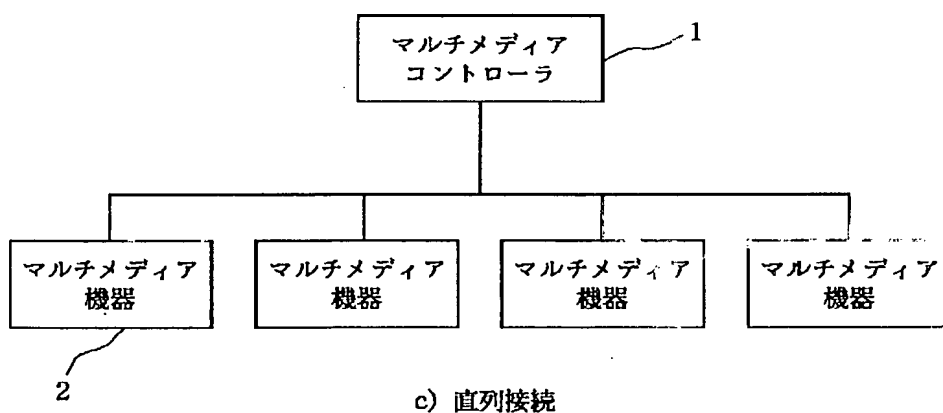 マルチメディア
コントローラ
1
マルチメディア
機器
マルチメディア
機器
マルチメディア
機器
マルチメディア
機器
2
c) 直列接続